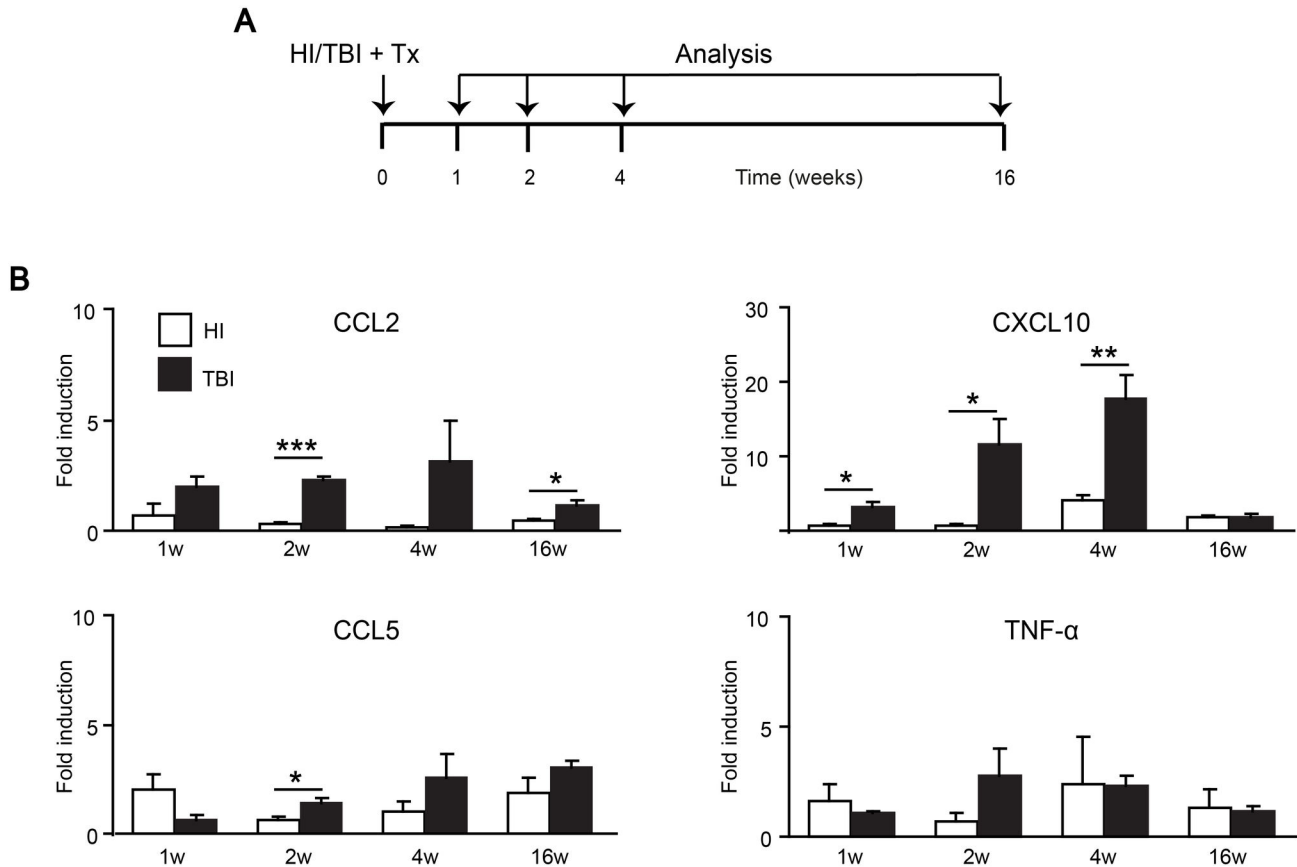 A
HI/TBI + Tx
Analysis
0 1 2 4 Time (weeks) 16
B
CCL2
10
5
0
Fold induction
HI
TBI
***
*
1w 2w 4w 16w
CXCL10
30
20
10
Fold induction
*
*
**
1w 2w 4w 16w
CCL5
10
5
0
Fold induction
*
1w 2w 4w 16w
TNF-α
10
5
0
Fold induction
1w 2w 4w 16w